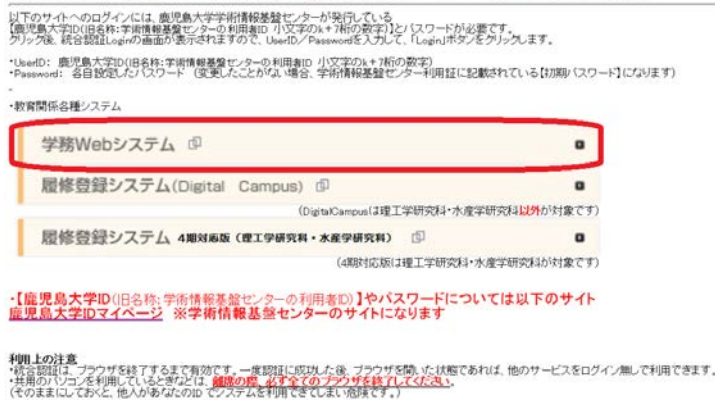 以下のサイトへのログインには、鹿児島大学学術情報基盤センターが発行している
【鹿児島大学ID(旧名称:学術情報基盤センターの利用者ID 小文字のk+7桁の数字)】とパスワードが必要です。
クリック後、統合認証Loginの画面が表示されますので、UserID/Passwordを入力して、「Login」ボタンをクリックします。
・UserID: 鹿児島大学ID(旧名称:学術情報基盤センターの利用者ID 小文字のk+7桁の数字)
・Password: 各自設定したパスワード (変更したことがない場合、学術情報基盤センター利用証に記載されている【初期パスワード】になります)
-
・教育関係各種システム
学務Webシステム
履修登録システム(Digital Campus)
(DigitalCampusは理工学研究科・水産学研究科以外が対象です)
履修登録システム 4期対応版(理工学研究科・水産学研究科)
(4期対応版は理工学研究科・水産学研究科が対象です)
・【鹿児島大学ID(旧名称:学術情報基盤センターの利用者ID)】やパスワードについては以下のサイト
鹿児島大学IDマイページ ※学術情報基盤センターのサイトになります
利用上の注意
・統合認証は、ブラウザを終了するまで有効です。一度認証に成功した後、ブラウザを開いた状態であれば、他のサービスをログイン無しで利用できます。
・共用のパソコンを利用しているときなどは、離席の際、必ず全てのブラウザを終了してください。
(そのままにしておくと、他人があなたのID でシステムを利用できてしまい危険です。)